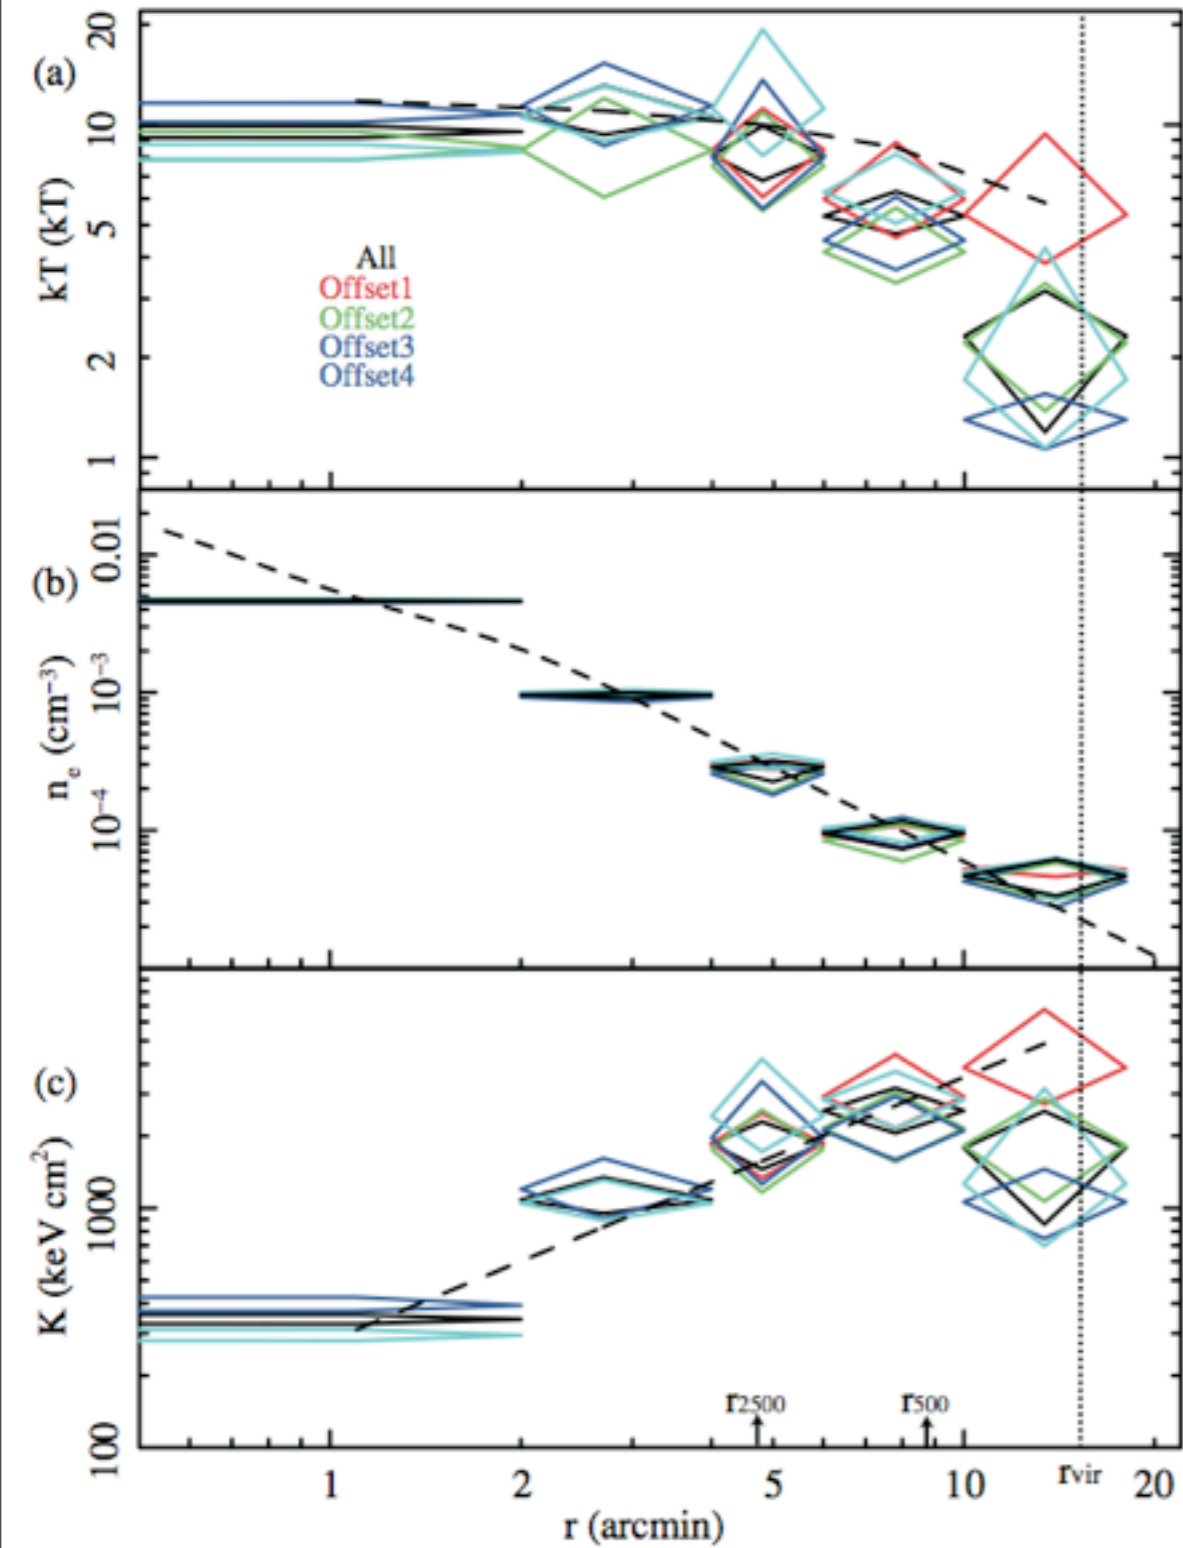 (a)
kT (kT)
20
10
5
2
1
All
Offset1
Offset2
Offset3
Offset4
(b)
nₑ (cm⁻³)
0.01
10⁻³
10⁻⁴
(c)
K (keV cm²)
1000
100
r2500
r500
1 2 5 10 rvir 20
r (arcmin)